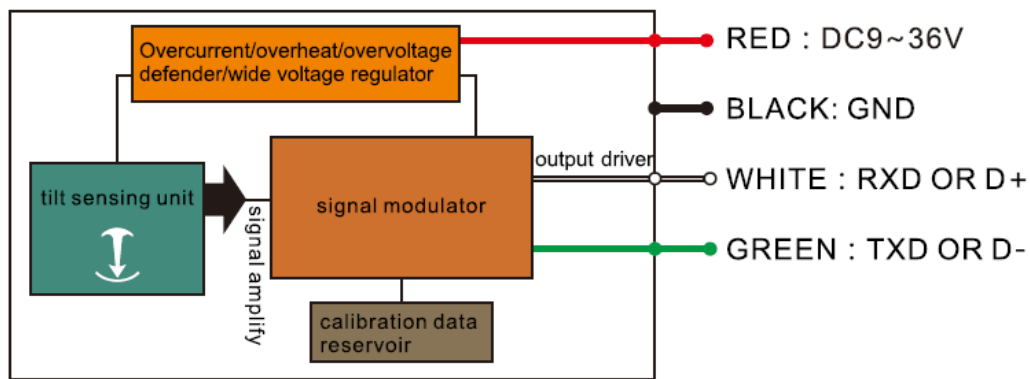 Overcurrent/overheat/overvoltage
defender/wide voltage regulator
RED : DC9~36V
BLACK: GND
output driver
WHITE : RXD OR D+
tilt sensing unit
signal amplify
signal modulator
GREEN : TXD OR D-
calibration data
reservoir